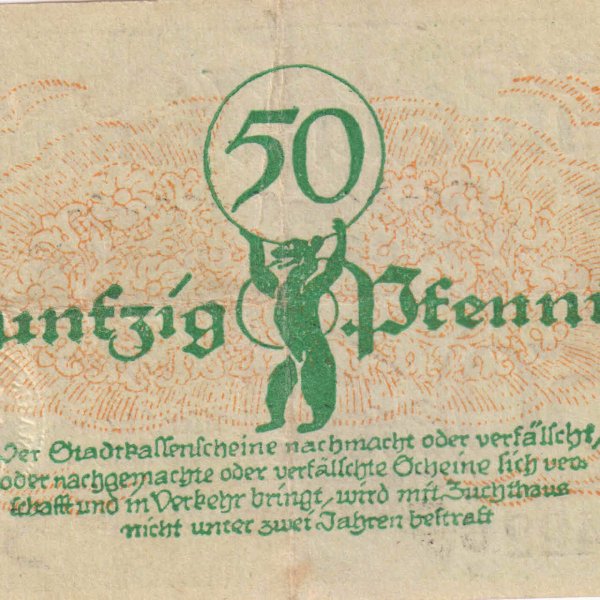 50
unfzig Pfenni
Wer Stadtkassenscheine nachmacht oder verfälscht,
oder nachgemachte oder verfälschte Scheine sich ver-
schafft und in Verkehr bringt, wird mit Zuchthaus
nicht unter zwei Jahren bestraft